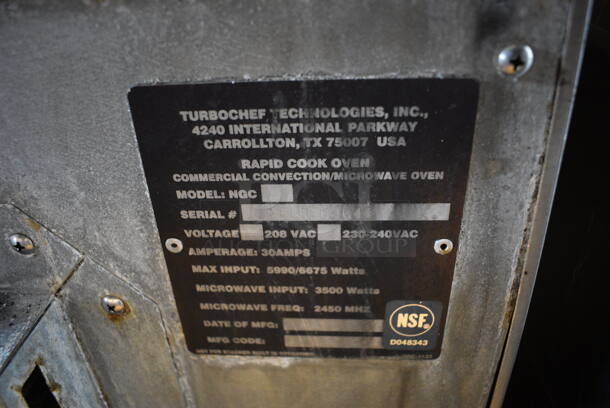 TURBOCHEF TECHNOLOGIES, INC.,
4240 INTERNATIONAL PARKWAY
CARROLLTON, TX 75007 USA
RAPID COOK OVEN
COMMERCIAL CONVECTION/MICROWAVE OVEN
MODEL: NGC
SERIAL #
VOLTAGE 208 VAC 230-240VAC
AMPERAGE: 30AMPS
MAX INPUT: 5990/6675 Watts
MICROWAVE INPUT: 3500 Watts
MICROWAVE FREQ: 2450 MHZ
DATE OF MFG:
MFG CODE:
NSF®
D048343
GROUP